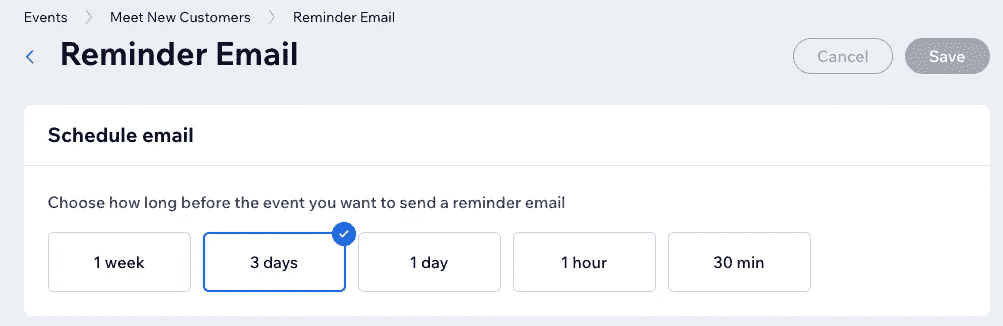 Events Meet New Customers Reminder Email
Reminder Email
Cancel Save
Schedule email
Choose how long before the event you want to send a reminder email
1 week 3 days 1 day 1 hour 30 min